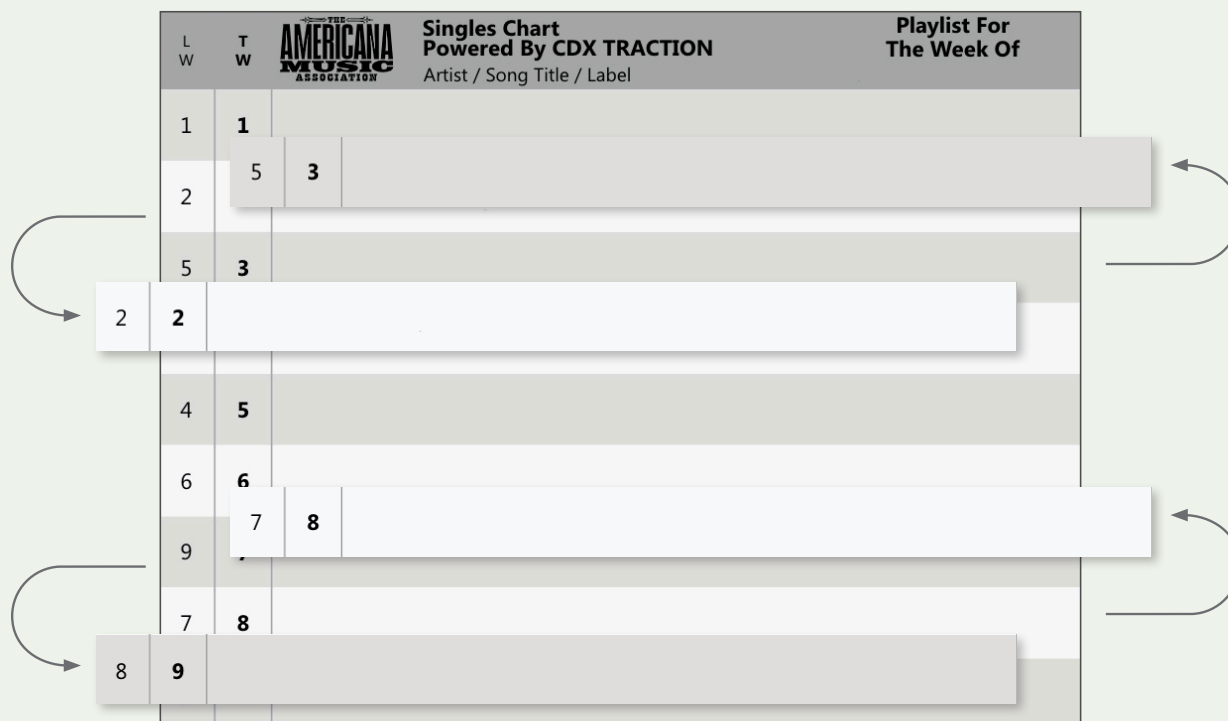 L
W
T
W
THE
AMERICANA
MUSIC
ASSOCIATION
Singles Chart
Powered By CDX TRACTION
Artist / Song Title / Label
Playlist For
The Week Of
1 1
5 3
2
5 3
2 2
4 5
6 6
7 8
9
7 8
8 9